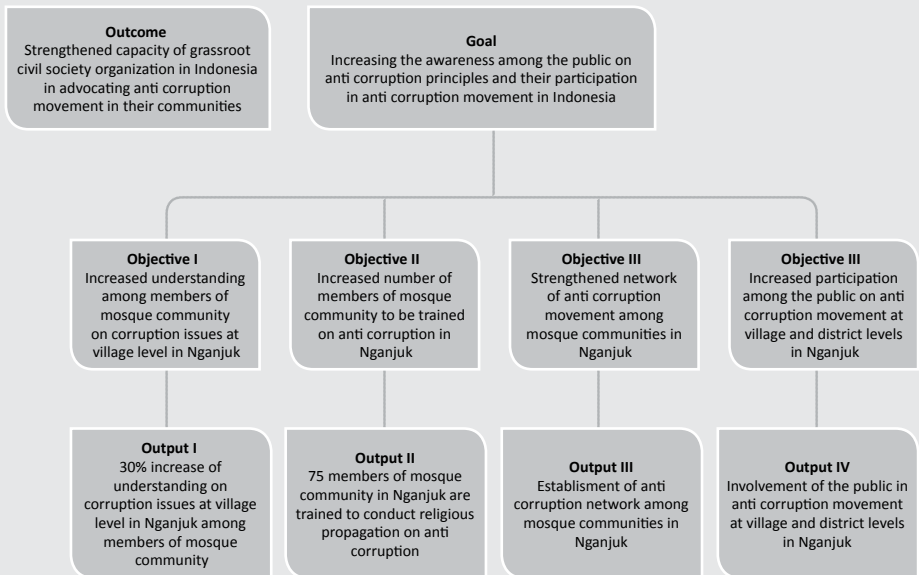 Outcome
Strengthened capacity of grassroot
civil society organization in Indonesia
in advocating anti corruption
movement in their communities
Goal
Increasing the awareness among the public on
anti corruption principles and their participation
in anti corruption movement in Indonesia
Objective I
Increased understanding
among members of
mosque community
on corruption issues at
village level in Nganjuk
Objective II
Increased number of
members of mosque
community to be trained
on anti corruption in
Nganjuk
Objective III
Strengthened network
of anti corruption
movement among
mosque communities in
Nganjuk
Objective III
Increased participation
among the public on anti
corruption movement at
village and district levels
in Nganjuk
Output I
30% increase of
understanding on
corruption issues at village
level in Nganjuk among
members of mosque
community
Output II
75 members of mosque
community in Nganjuk are
trained to conduct religious
propagation on anti
corruption
Output III
Establisment of anti
corruption network among
mosque communities in
Nganjuk
Output IV
Involvement of the public in
anti corruption movement
at village and district levels
in Nganjuk